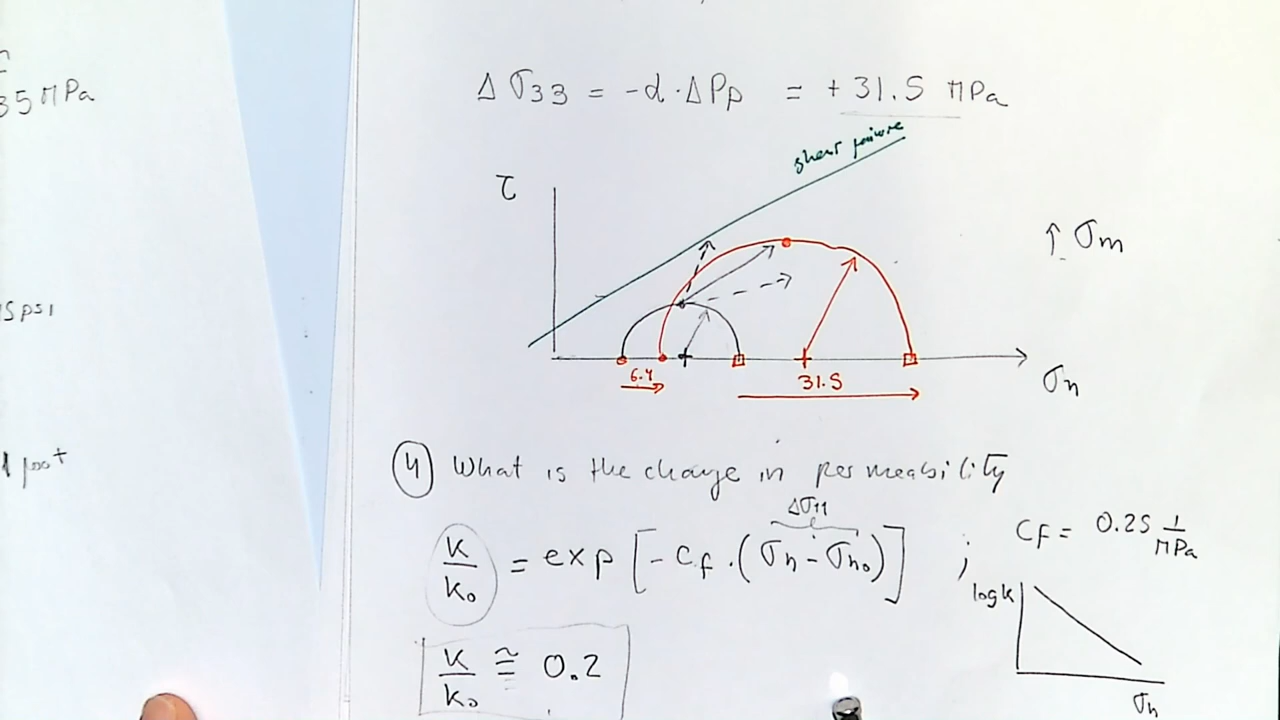 35 MPa
Δσ33 = -α·ΔPp = +31.5 MPa
shear failure
τ
↑ σm
6.4
31.5
σn
5 psi
④ What is the change in permeability
Δσ11
k/k₀ = exp [-Cf·(σn - σn₀)] ; Cf = 0.25 1/MPa
log k
k/k₀ ≅ 0.2
σn